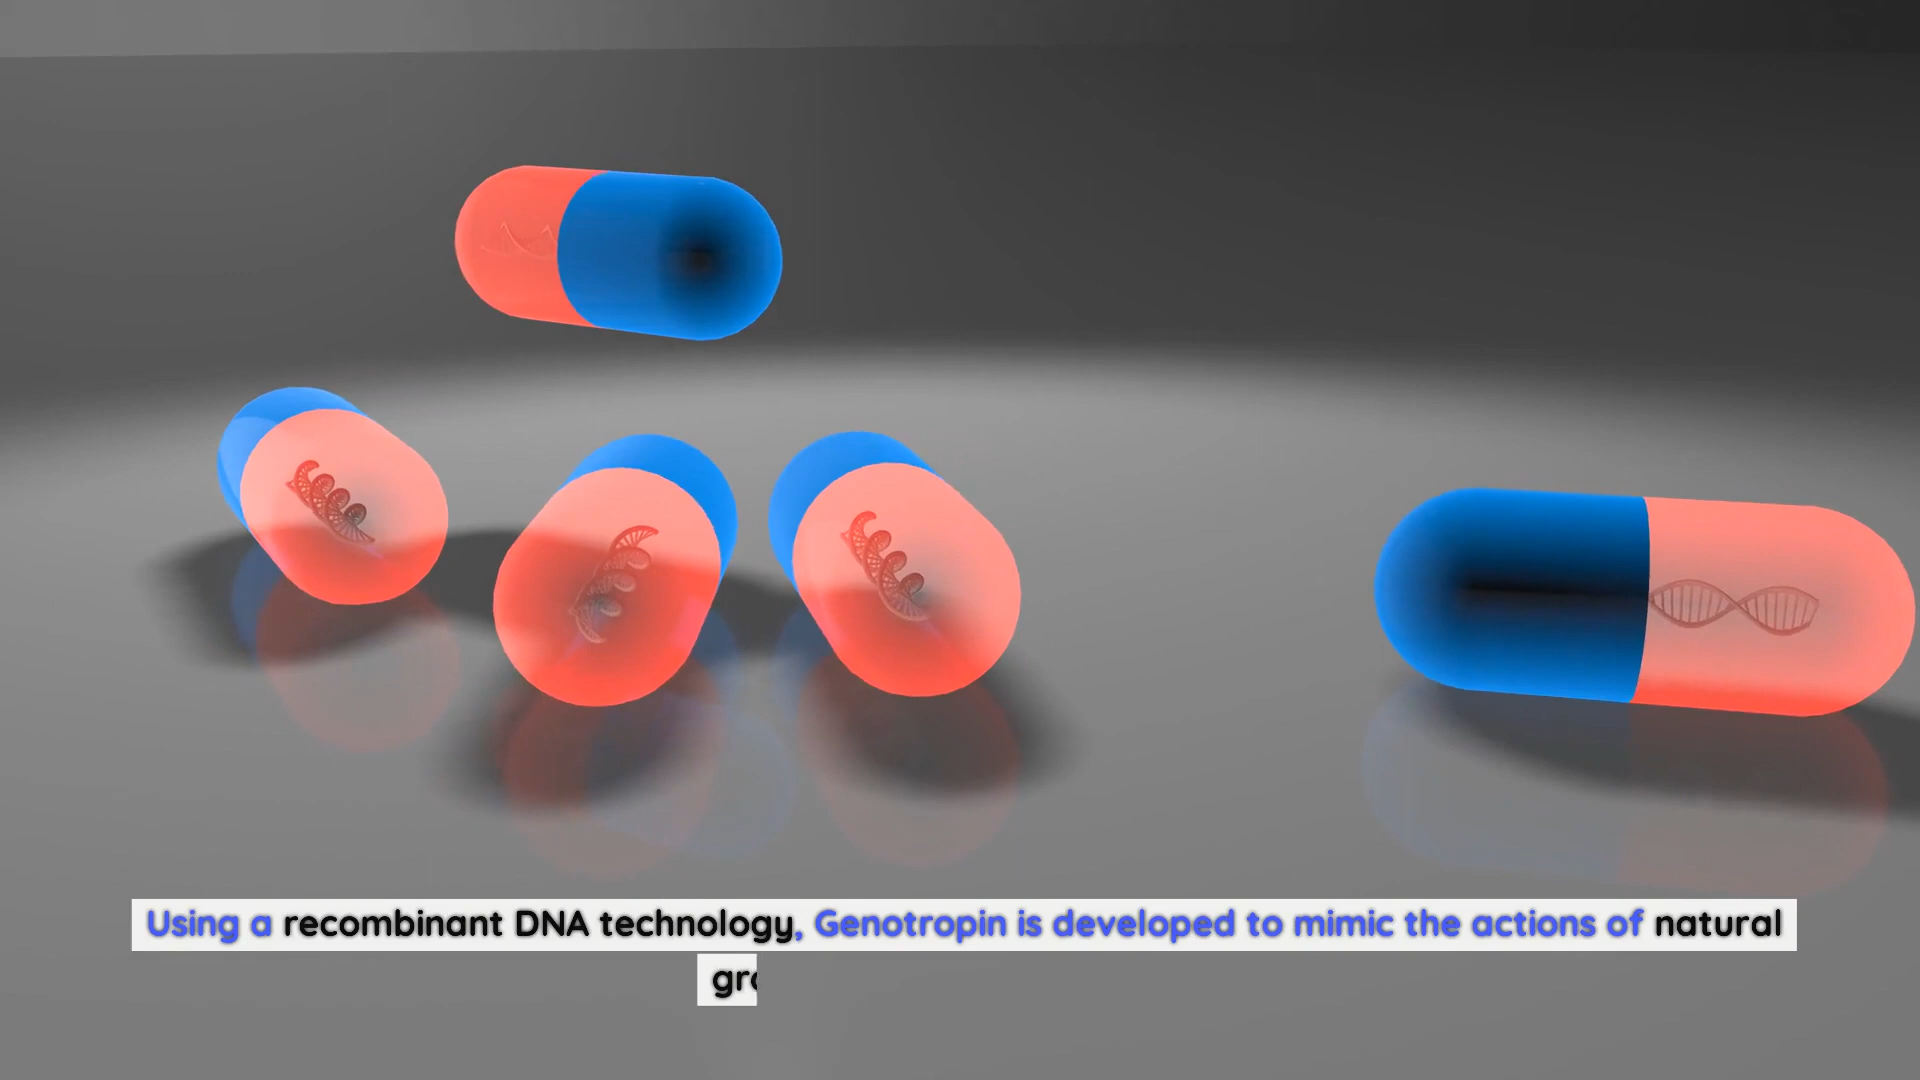 Using a recombinant DNA technology, Genotropin is developed to mimic the actions of natural